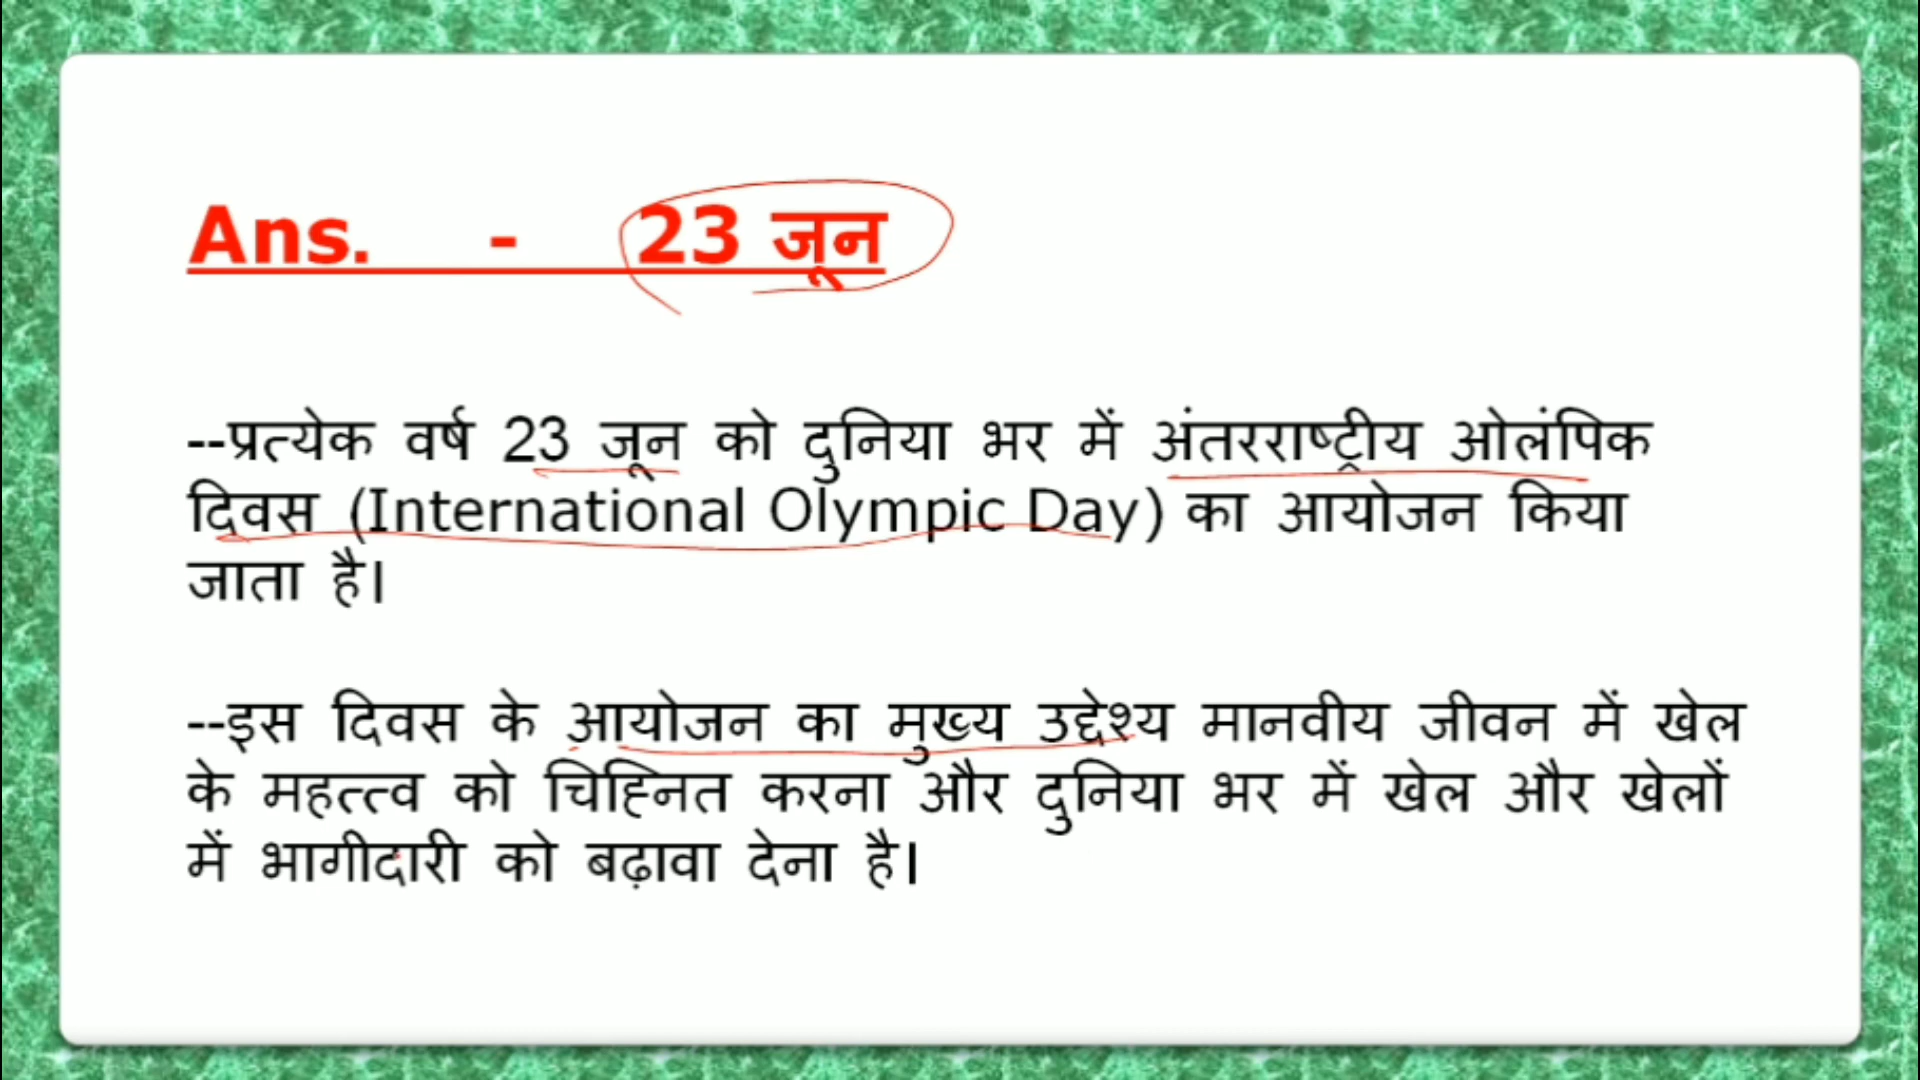 Ans. - 23 जून
--प्रत्येक वर्ष 23 जून को दुनिया भर में अंतरराष्ट्रीय ओलंपिक
दिवस (International Olympic Day) का आयोजन किया
जाता है।
--इस दिवस के आयोजन का मुख्य उद्देश्य मानवीय जीवन में खेल
के महत्त्व को चिह्नित करना और दुनिया भर में खेल और खेलों
में भागीदारी को बढ़ावा देना है।